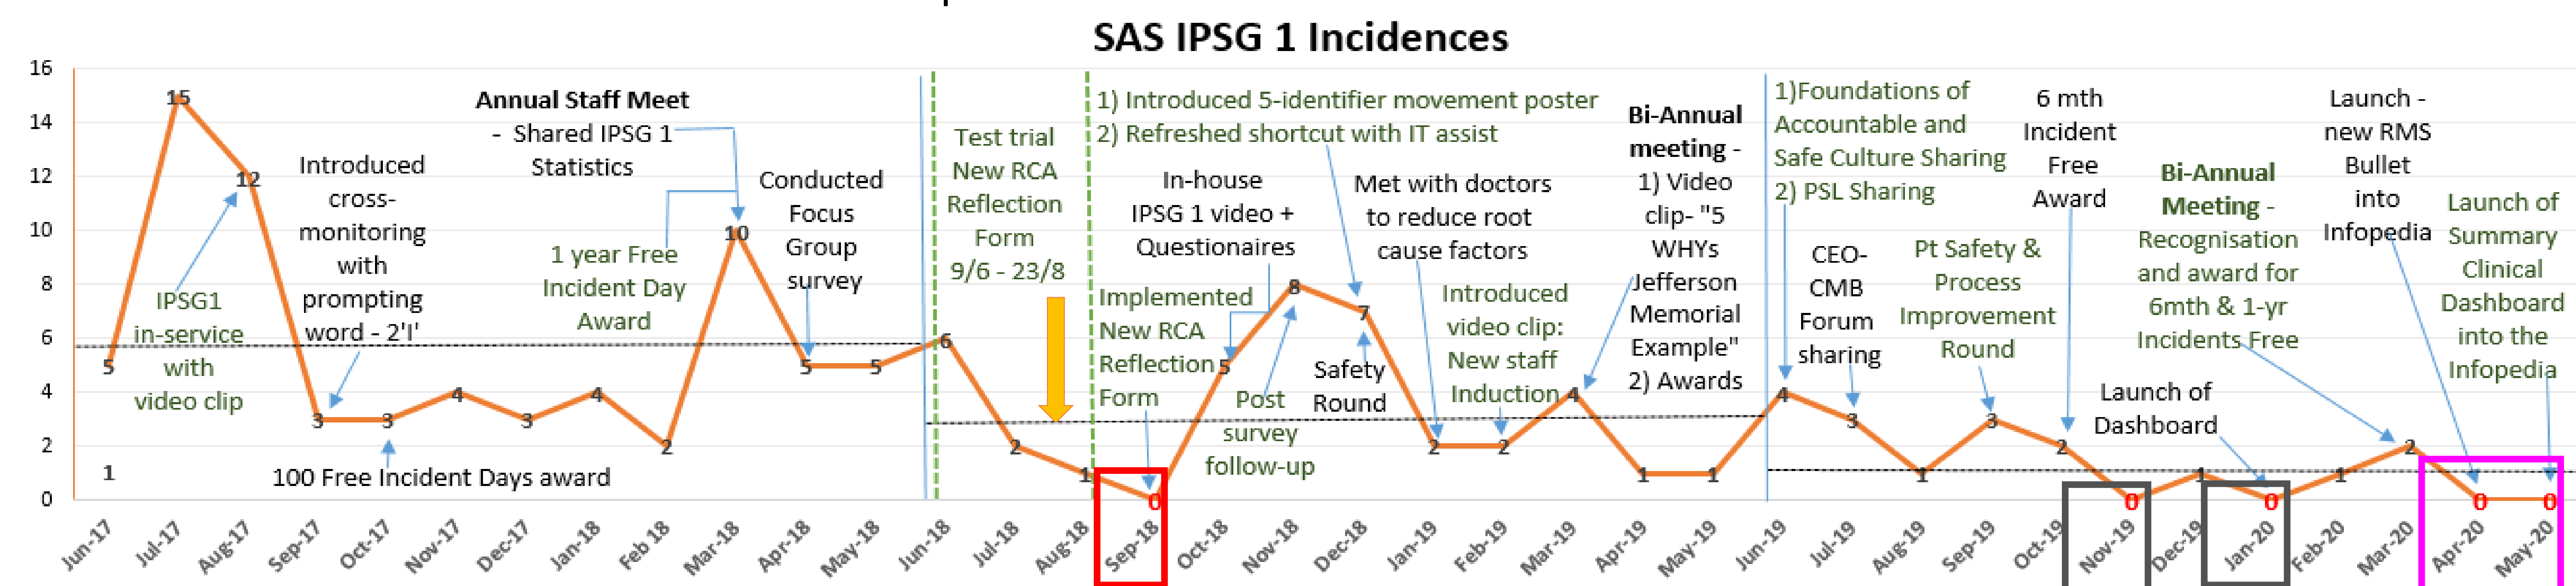 SAS IPSG 1 Incidences
16
14
12
10
8
6
4
2
0
15
12
5
1
3
3
4
3
4
2
10
5
5
6
2
1
0
5
8
7
2
2
4
1
1
4
3
1
3
2
0
1
0
1
2
0
0
IPSG1
in-service
with
video clip
Introduced
cross-
monitoring
with
prompting
word - 2'I'
100 Free Incident Days award
Annual Staff Meet
- Shared IPSG 1
Statistics
1 year Free
Incident Day
Award
Conducted
Focus
Group
survey
Test trial
New RCA
Reflection
Form
9/6 - 23/8
1) Introduced 5-identifier movement poster
2) Refreshed shortcut with IT assist
In-house
IPSG 1 video +
Questionaires
Implemented
New RCA
Reflection
Form
Post
survey
follow-up
Safety
Round
Met with doctors
to reduce root
cause factors
Introduced
video clip:
New staff
Induction
Bi-Annual
meeting -
1) Video
clip- "5
WHYs
Jefferson
Memorial
Example"
2) Awards
1)Foundations of
Accountable and
Safe Culture Sharing
2) PSL Sharing
CEO-
CMB
Forum
sharing
Pt Safety &
Process
Improvement
Round
6 mth
Incident
Free
Award
Launch of
Dashboard
Bi-Annual
Meeting -
Recognisation
and award for
6mth & 1-yr
Incidents Free
Launch -
new RMS
Bullet
into
Infopedia
Launch of
Summary
Clinical
Dashboard
into the
Infopedia
Jun-17
Jul-17
Aug-17
Sep-17
Oct-17
Nov-17
Dec-17
Jan-18
Feb 18
Mar-18
Apr-18
May-18
Jun-18
Jul-18
Aug-18
Sep-18
Oct-18
Nov-18
Dec-18
Jan-19
Feb-19
Mar-19
Apr-19
May-19
Jun-19
Jul-19
Aug-19
Sep-19
Oct-19
Nov-19
Dec-19
Jan-20
Feb-20
Mar-20
Apr-20
May-20